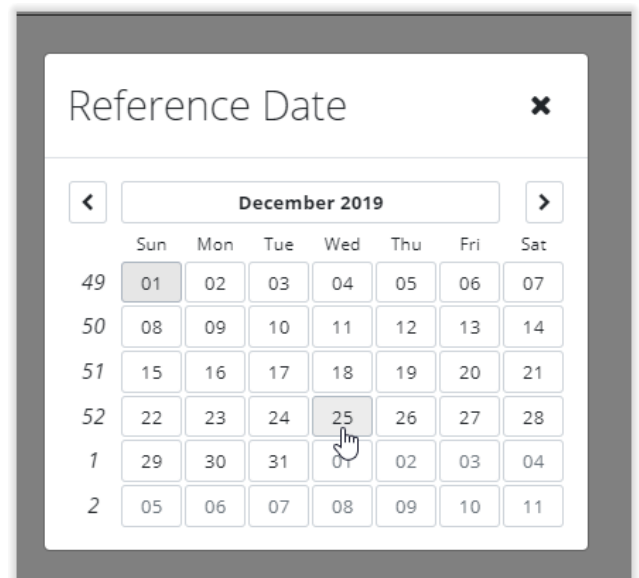 Reference Date
December 2019
Sun Mon Tue Wed Thu Fri Sat
49 01 02 03 04 05 06 07
50 08 09 10 11 12 13 14
51 15 16 17 18 19 20 21
52 22 23 24 25 26 27 28
1 29 30 31 01 02 03 04
2 05 06 07 08 09 10 11